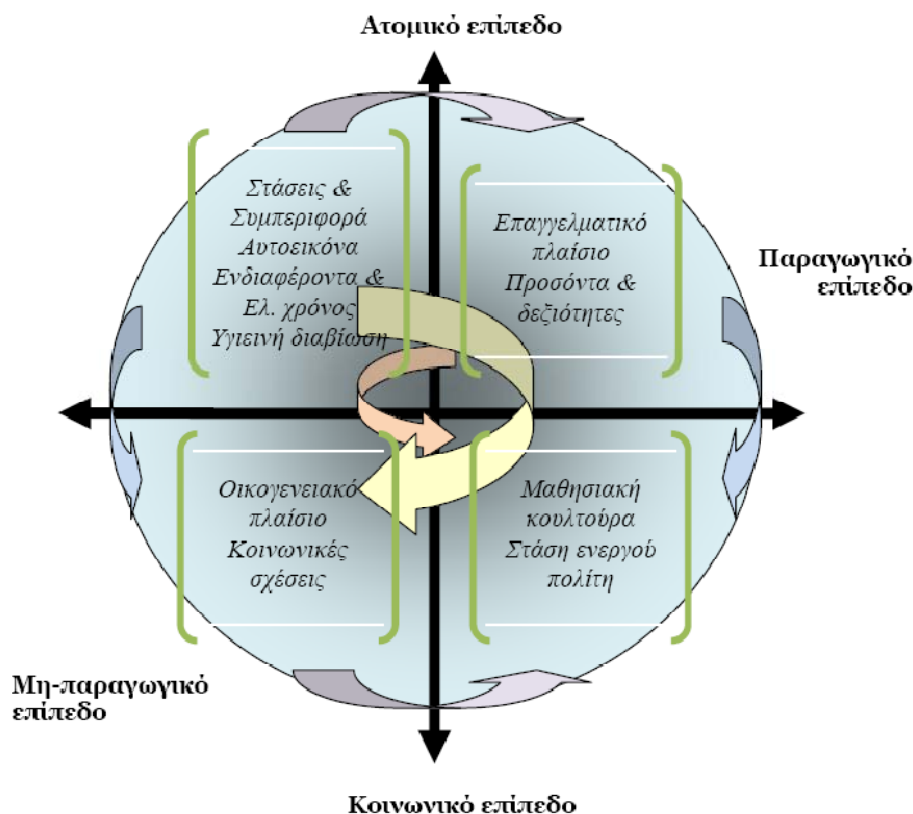 Ατομικό επίπεδο
Στάσεις &
Συμπεριφορά
Αυτοεικόνα
Ενδιαφέροντα &
Ελ. χρόνος
Υγιεινή διαβίωση
Επαγγελματικό
πλαίσιο
Προσόντα &
δεξιότητες
Παραγωγικό
επίπεδο
Οικογενειακό
πλαίσιο
Κοινωνικές
σχέσεις
Μαθησιακή
κουλτούρα
Στάση ενεργού
πολίτη
Μη-παραγωγικό
επίπεδο
Κοινωνικό επίπεδο